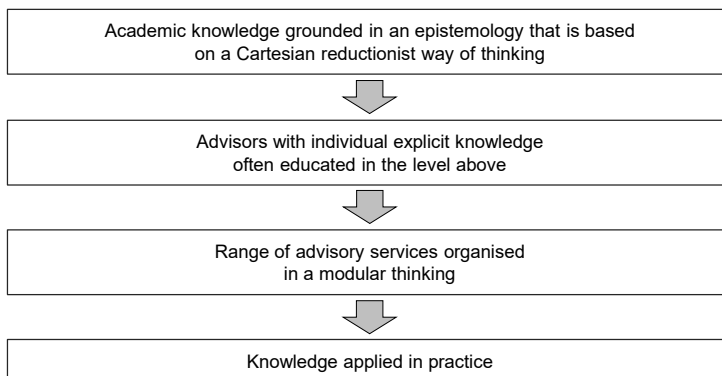 Academic knowledge grounded in an epistemology that is based
on a Cartesian reductionist way of thinking
Advisors with individual explicit knowledge
often educated in the level above
Range of advisory services organised
in a modular thinking
Knowledge applied in practice